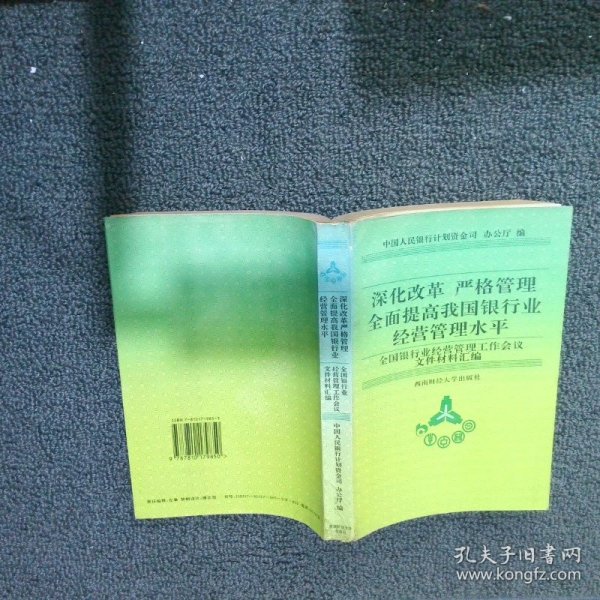 中国人民银行计划资金司 办公厅 编
深化改革 严格管理
全面提高我国银行业
经营管理水平
全国银行业经营管理工作会议
文件材料汇编
西南财经大学出版社
深化改革严格管理
全面提高我国银行业
经营管理水平
全国银行业
经营管理工作会议
文件材料汇编
中国人民银行计划资金司 办公厅 编
孔夫子旧书网
www.kongfz.com